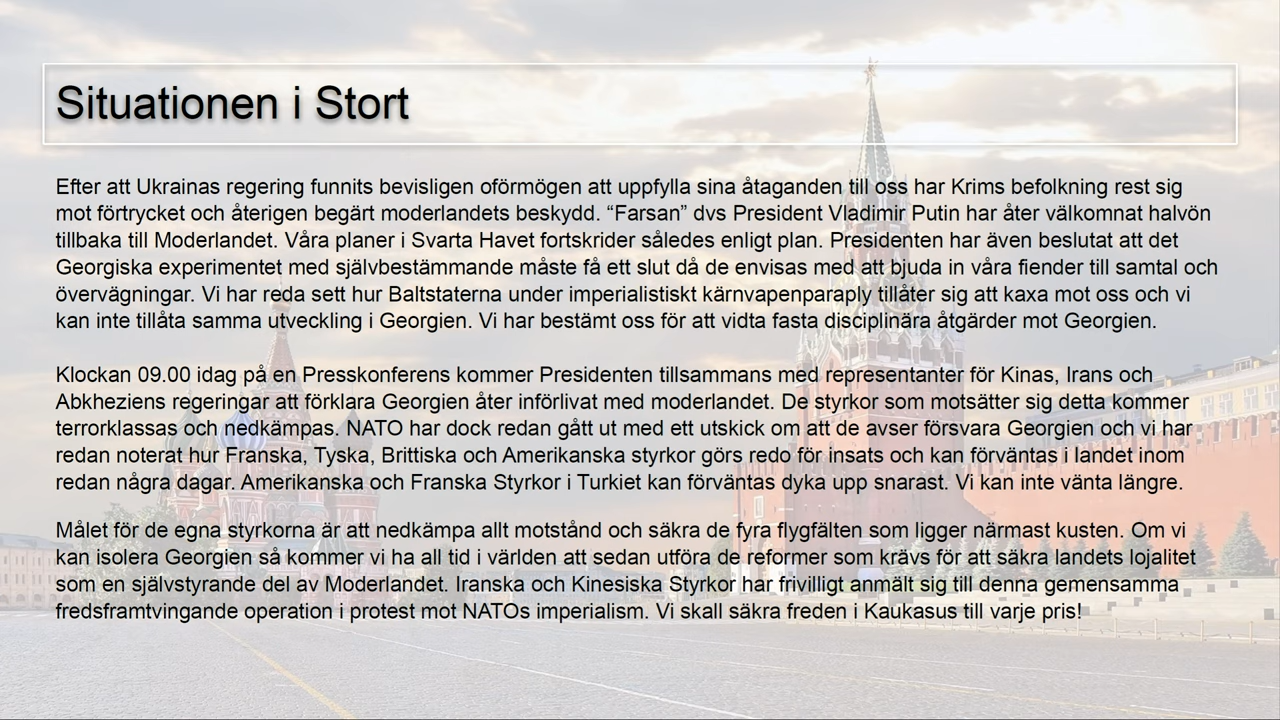 Situationen i Stort
Efter att Ukrainas regering funnits bevisligen oförmögen att uppfylla sina åtaganden till oss har Krims befolkning rest sig
mot förtrycket och återigen begärt moderlandets beskydd. “Farsan” dvs President Vladimir Putin har åter välkomnat halvön
tillbaka till Moderlandet. Våra planer i Svarta Havet fortskrider således enligt plan. Presidenten har även beslutat att det
Georgiska experimentet med självbestämmande måste få ett slut då de envisas med att bjuda in våra fiender till samtal och
övervägningar. Vi har reda sett hur Baltstaterna under imperialistiskt kärnvapenparaply tillåter sig att kaxa mot oss och vi
kan inte tillåta samma utveckling i Georgien. Vi har bestämt oss för att vidta fasta disciplinära åtgärder mot Georgien.
Klockan 09.00 idag på en Presskonferens kommer Presidenten tillsammans med representanter för Kinas, Irans och
Abkheziens regeringar att förklara Georgien åter införlivat med moderlandet. De styrkor som motsätter sig detta kommer
terrorklassas och nedkämpas. NATO har dock redan gått ut med ett utskick om att de avser försvara Georgien och vi har
redan noterat hur Franska, Tyska, Brittiska och Amerikanska styrkor görs redo för insats och kan förväntas i landet inom
redan några dagar. Amerikanska och Franska Styrkor i Turkiet kan förväntas dyka upp snarast. Vi kan inte vänta längre.
Målet för de egna styrkorna är att nedkämpa allt motstånd och säkra de fyra flygfälten som ligger närmast kusten. Om vi
kan isolera Georgien så kommer vi ha all tid i världen att sedan utföra de reformer som krävs för att säkra landets lojalitet
som en självstyrande del av Moderlandet. Iranska och Kinesiska Styrkor har frivilligt anmält sig till denna gemensamma
fredsframtvingande operation i protest mot NATOs imperialism. Vi skall säkra freden i Kaukasus till varje pris!